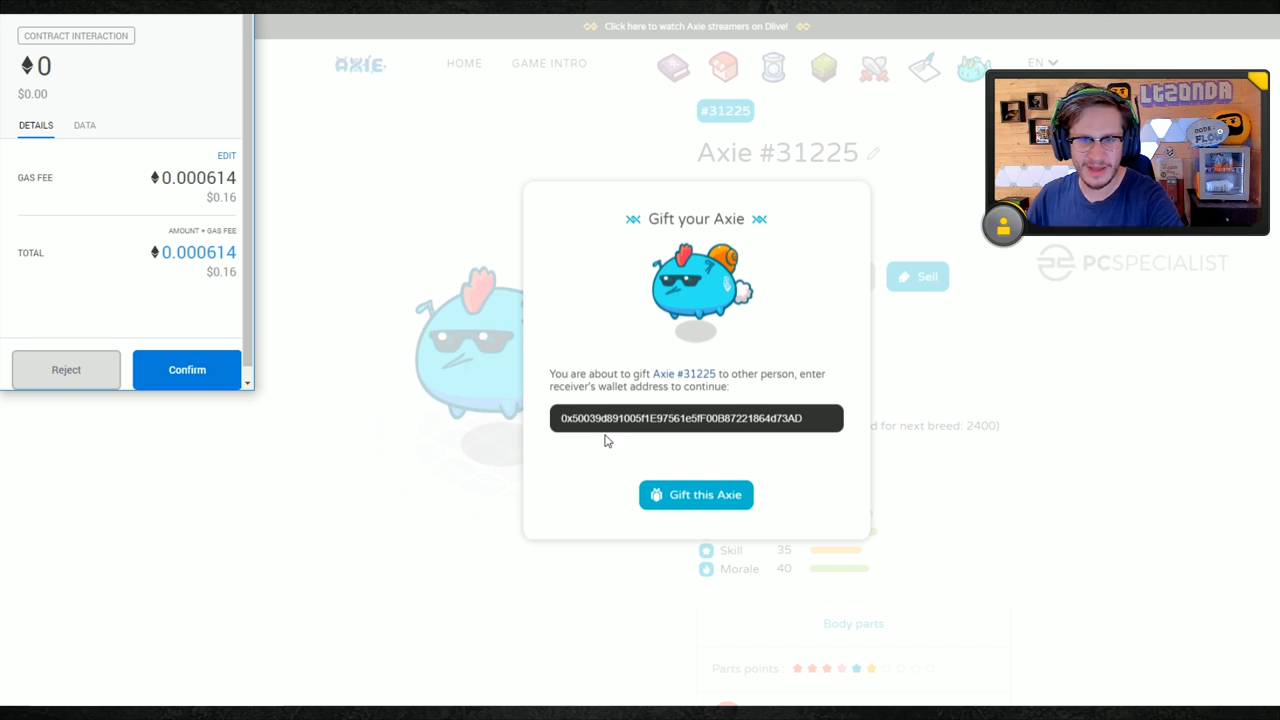 Click here to watch Axie streamers on Dlive!
CONTRACT INTERACTION
0
$0.00
DETAILS
DATA
EDIT
GAS FEE
0.000614
$0.16
AMOUNT + GAS FEE
TOTAL
0.000614
$0.16
Reject
Confirm
AXIE
HOME
GAME INTRO
EN
#31225
Axie #31225
Gift your Axie
You are about to gift Axie #31225 to other person, enter
receiver's wallet address to continue:
0x50039d891005f1E97561e5fF00B87221864d73AD
Gift this Axie
Sell
d for next breed: 2400)
Skill 35
Morale 40
Body parts
Parts points :
LTZONDA
CODE
FLOW
PCSPECIALIST